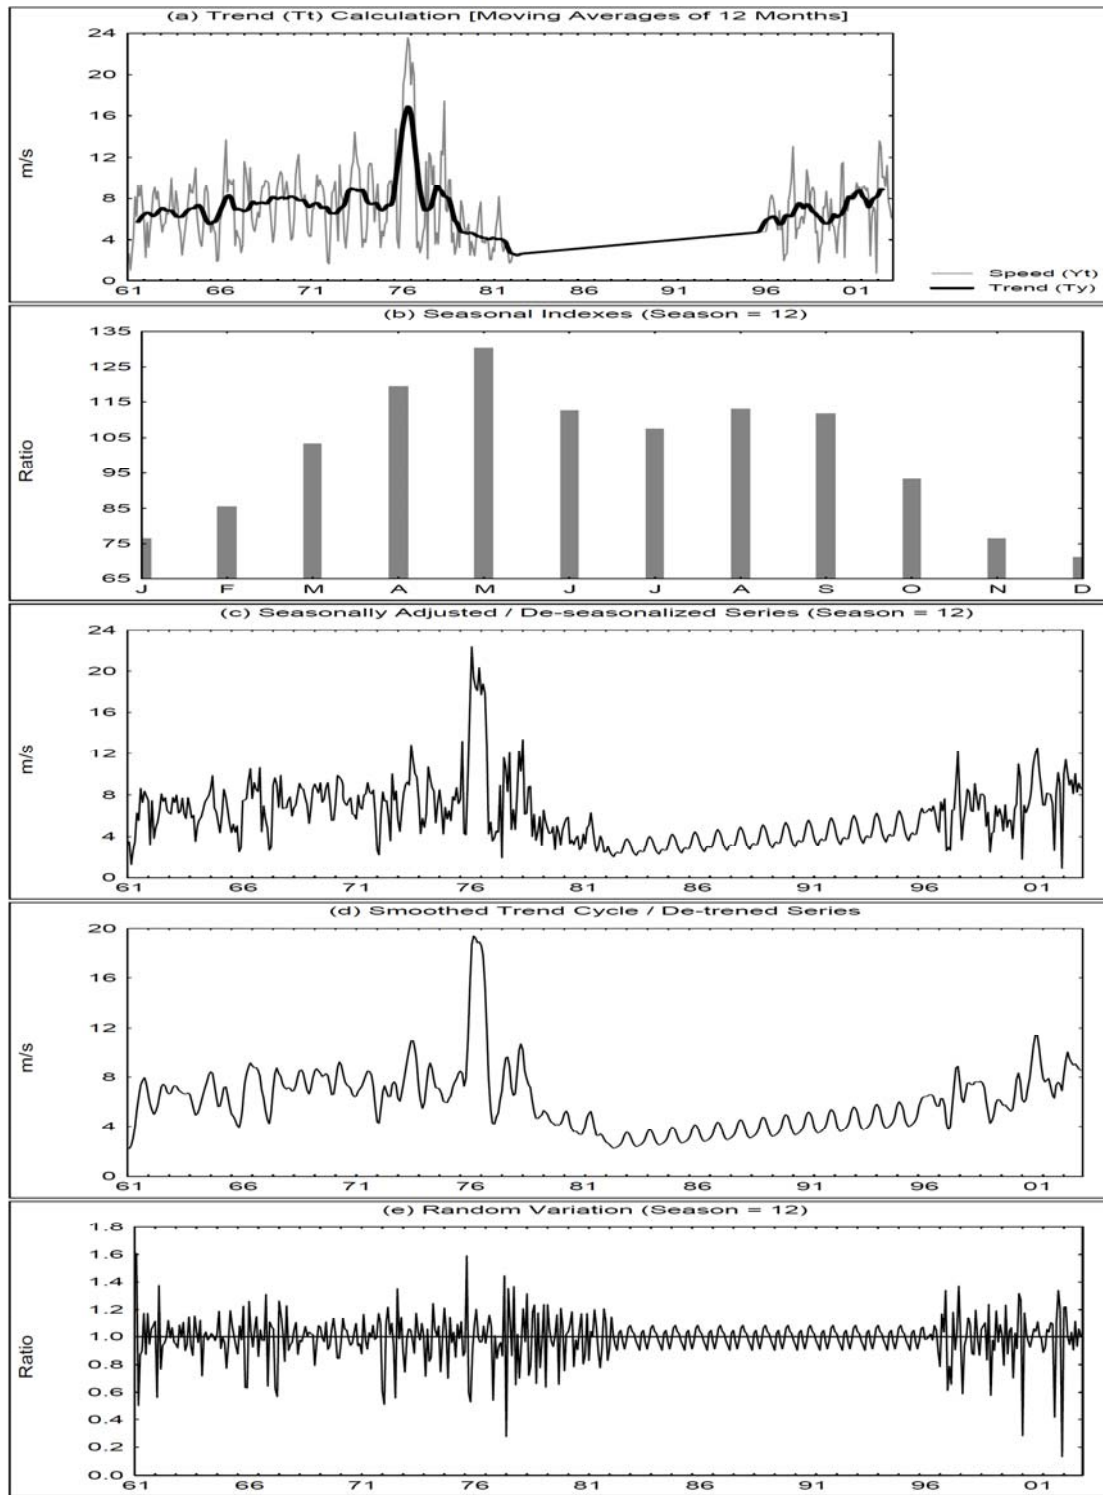 (a) Trend (Tt) Calculation [Moving Averages of 12 Months]
24
20
16
12
8
4
0
m/s
61 66 71 76 81 86 91 96 01
Speed (Yt)
Trend (Ty)
(b) Seasonal Indexes (Season = 12)
135
125
115
105
95
85
75
65
Ratio
J F M A M J J A S O N D
(c) Seasonally Adjusted / De-seasonalized Series (Season = 12)
24
20
16
12
8
4
0
m/s
61 66 71 76 81 86 91 96 01
(d) Smoothed Trend Cycle / De-trened Series
20
16
12
8
4
0
m/s
61 66 71 76 81 86 91 96 01
(e) Random Variation (Season = 12)
1.8
1.6
1.4
1.2
1.0
0.8
0.6
0.4
0.2
0.0
Ratio
61 66 71 76 81 86 91 96 01